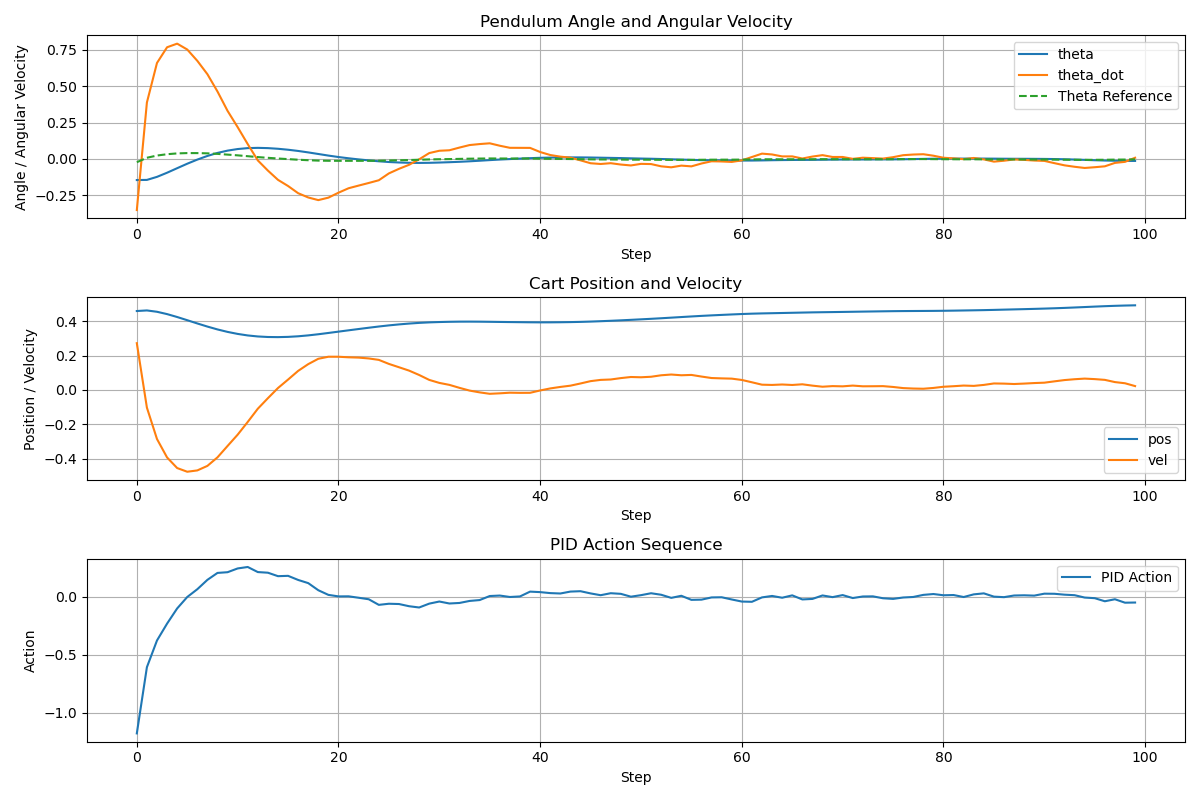 Pendulum Angle and Angular Velocity
Angle / Angular Velocity
0.75
0.50
0.25
0.00
−0.25
theta
theta_dot
Theta Reference
0 20 40 60 80 100
Step
Cart Position and Velocity
Position / Velocity
0.4
0.2
0.0
−0.2
−0.4
pos
vel
0 20 40 60 80 100
Step
PID Action Sequence
Action
0.0
−0.5
−1.0
PID Action
0 20 40 60 80 100
Step